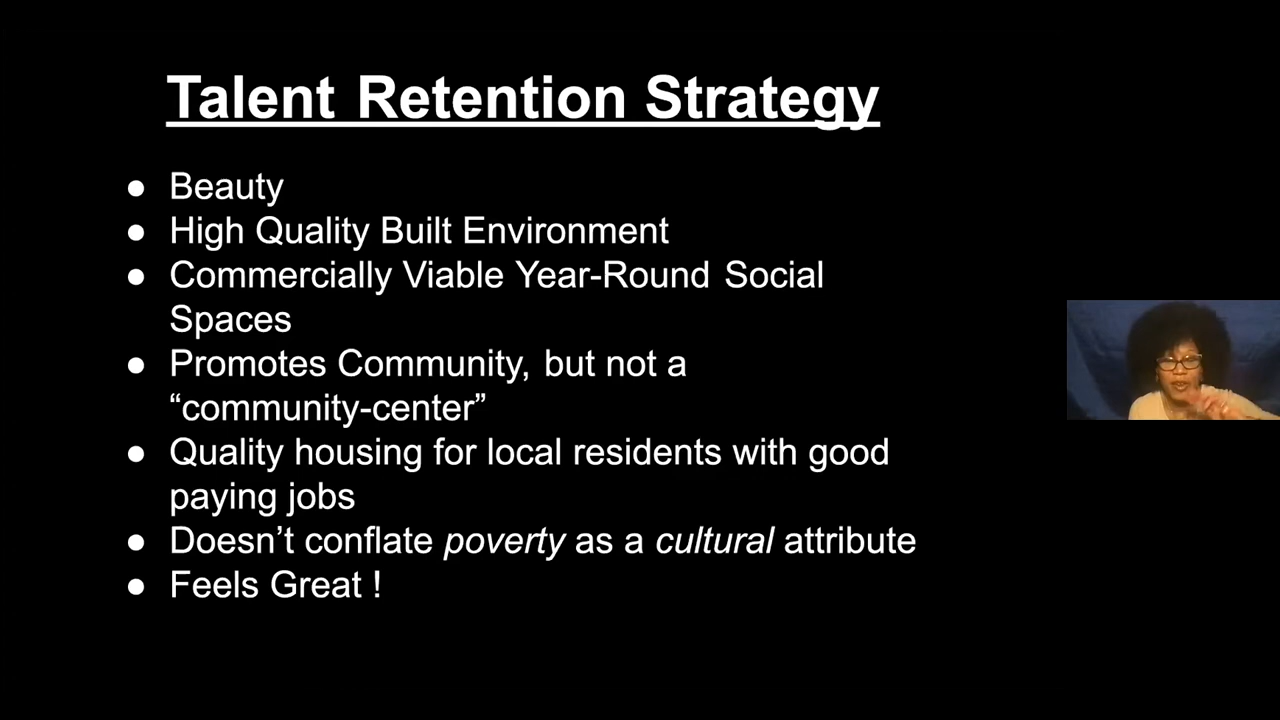 Talent Retention Strategy
● Beauty
● High Quality Built Environment
● Commercially Viable Year-Round Social
Spaces
● Promotes Community, but not a
“community-center”
● Quality housing for local residents with good
paying jobs
● Doesn’t conflate poverty as a cultural attribute
● Feels Great !